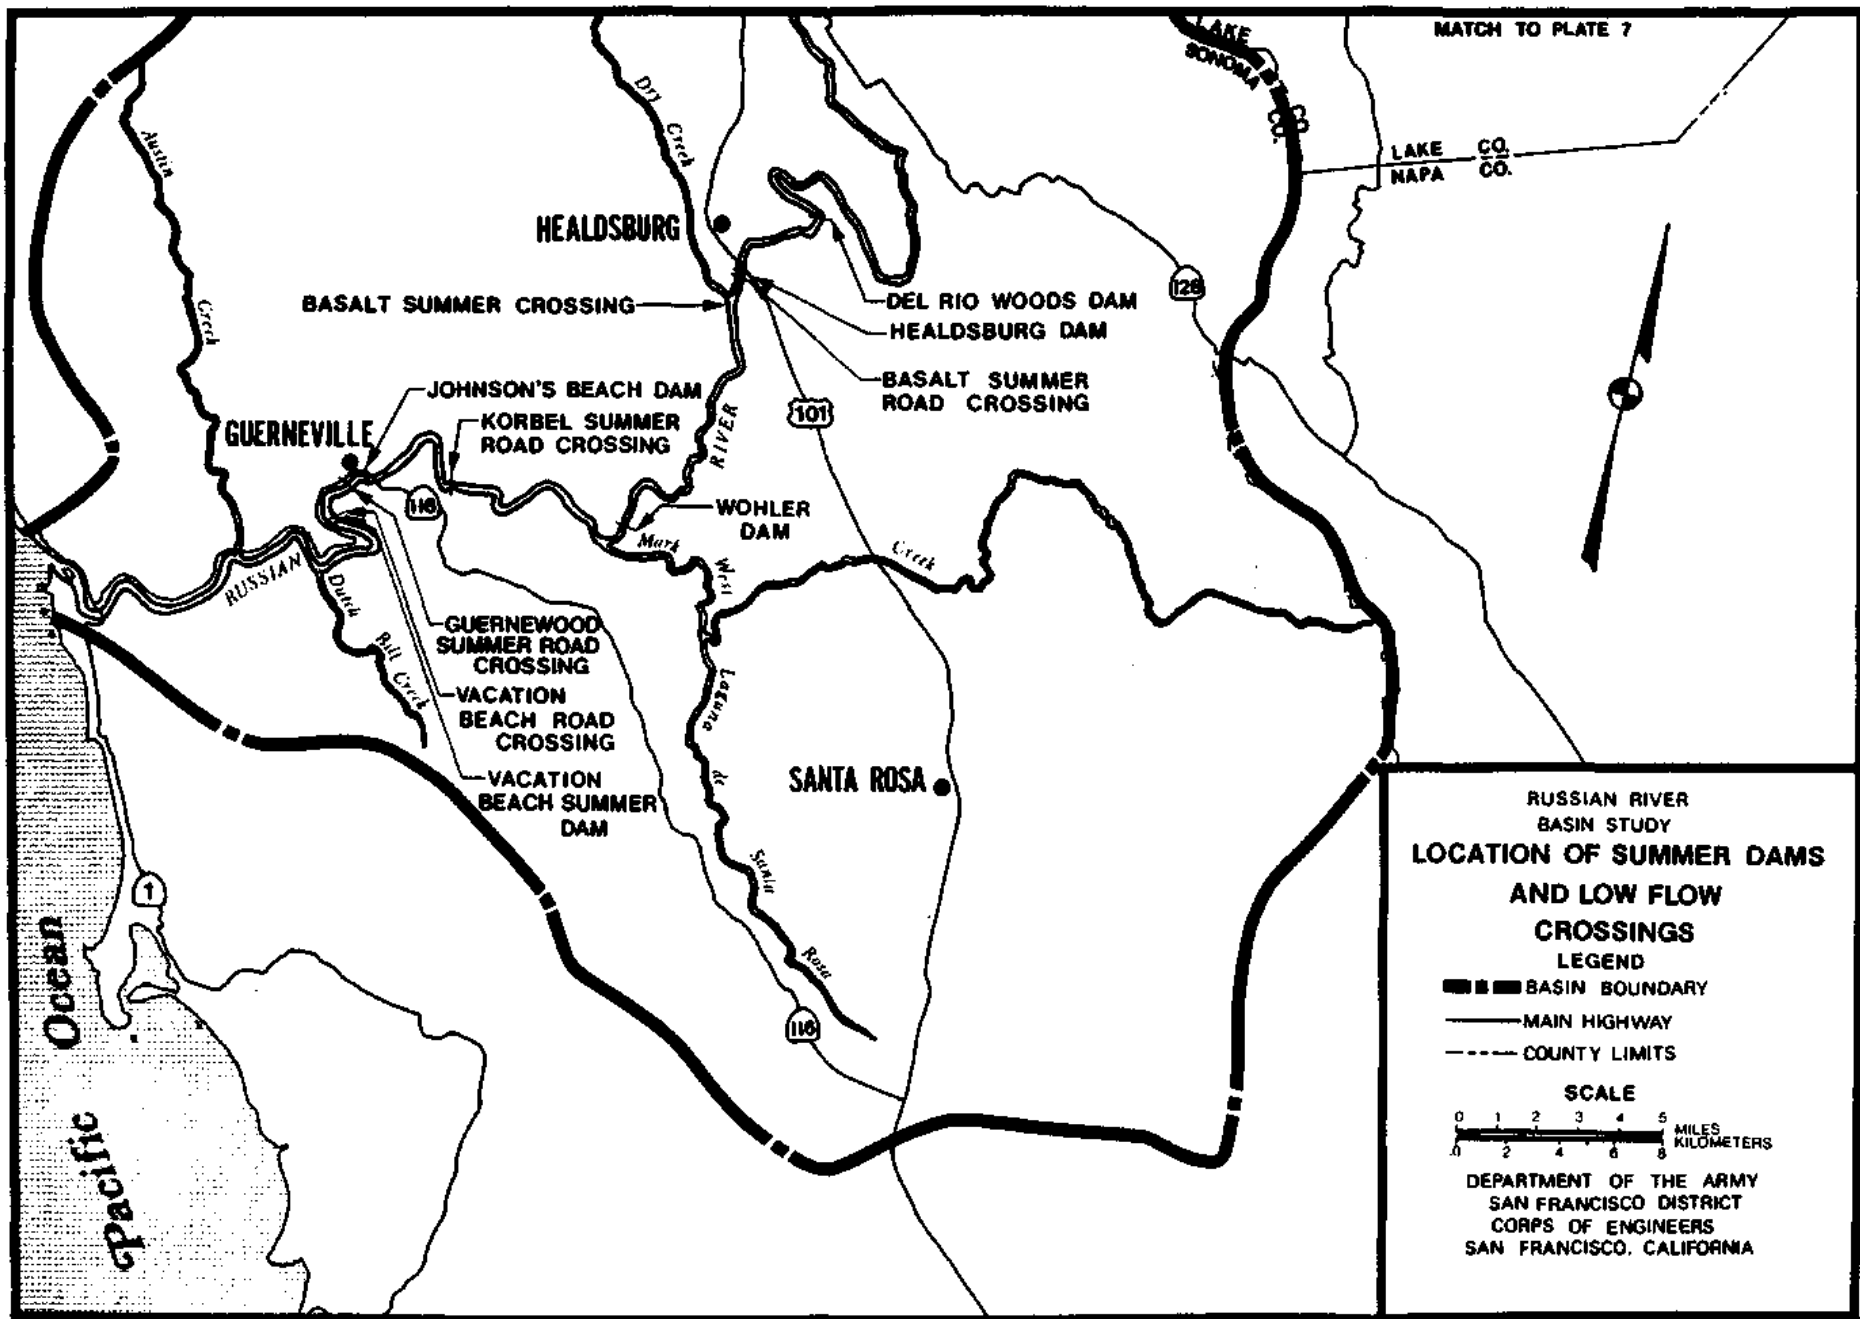 MATCH TO PLATE 7
LAKE CO.
SONOMA CO.
LAKE CO.
NAPA CO.
Austin
Creek
Dry
Creek
HEALDSBURG
128
BASALT SUMMER CROSSING
DEL RIO WOODS DAM
HEALDSBURG DAM
BASALT SUMMER
ROAD CROSSING
101
JOHNSON'S BEACH DAM
KORBEL SUMMER
ROAD CROSSING
GUERNEVILLE
RIVER
116
WOHLER
DAM
Mark
West
Creek
RUSSIAN
Dutch
Bill
Creek
GUERNEWOOD
SUMMER ROAD
CROSSING
VACATION
BEACH ROAD
CROSSING
VACATION
BEACH SUMMER
DAM
Laguna
de
Santa
Rosa
SANTA ROSA
1
116
Pacific Ocean
RUSSIAN RIVER
BASIN STUDY
LOCATION OF SUMMER DAMS
AND LOW FLOW
CROSSINGS
LEGEND
BASIN BOUNDARY
MAIN HIGHWAY
COUNTY LIMITS
SCALE
0 1 2 3 4 5
MILES
KILOMETERS
0 2 4 6 8
DEPARTMENT OF THE ARMY
SAN FRANCISCO DISTRICT
CORPS OF ENGINEERS
SAN FRANCISCO, CALIFORNIA